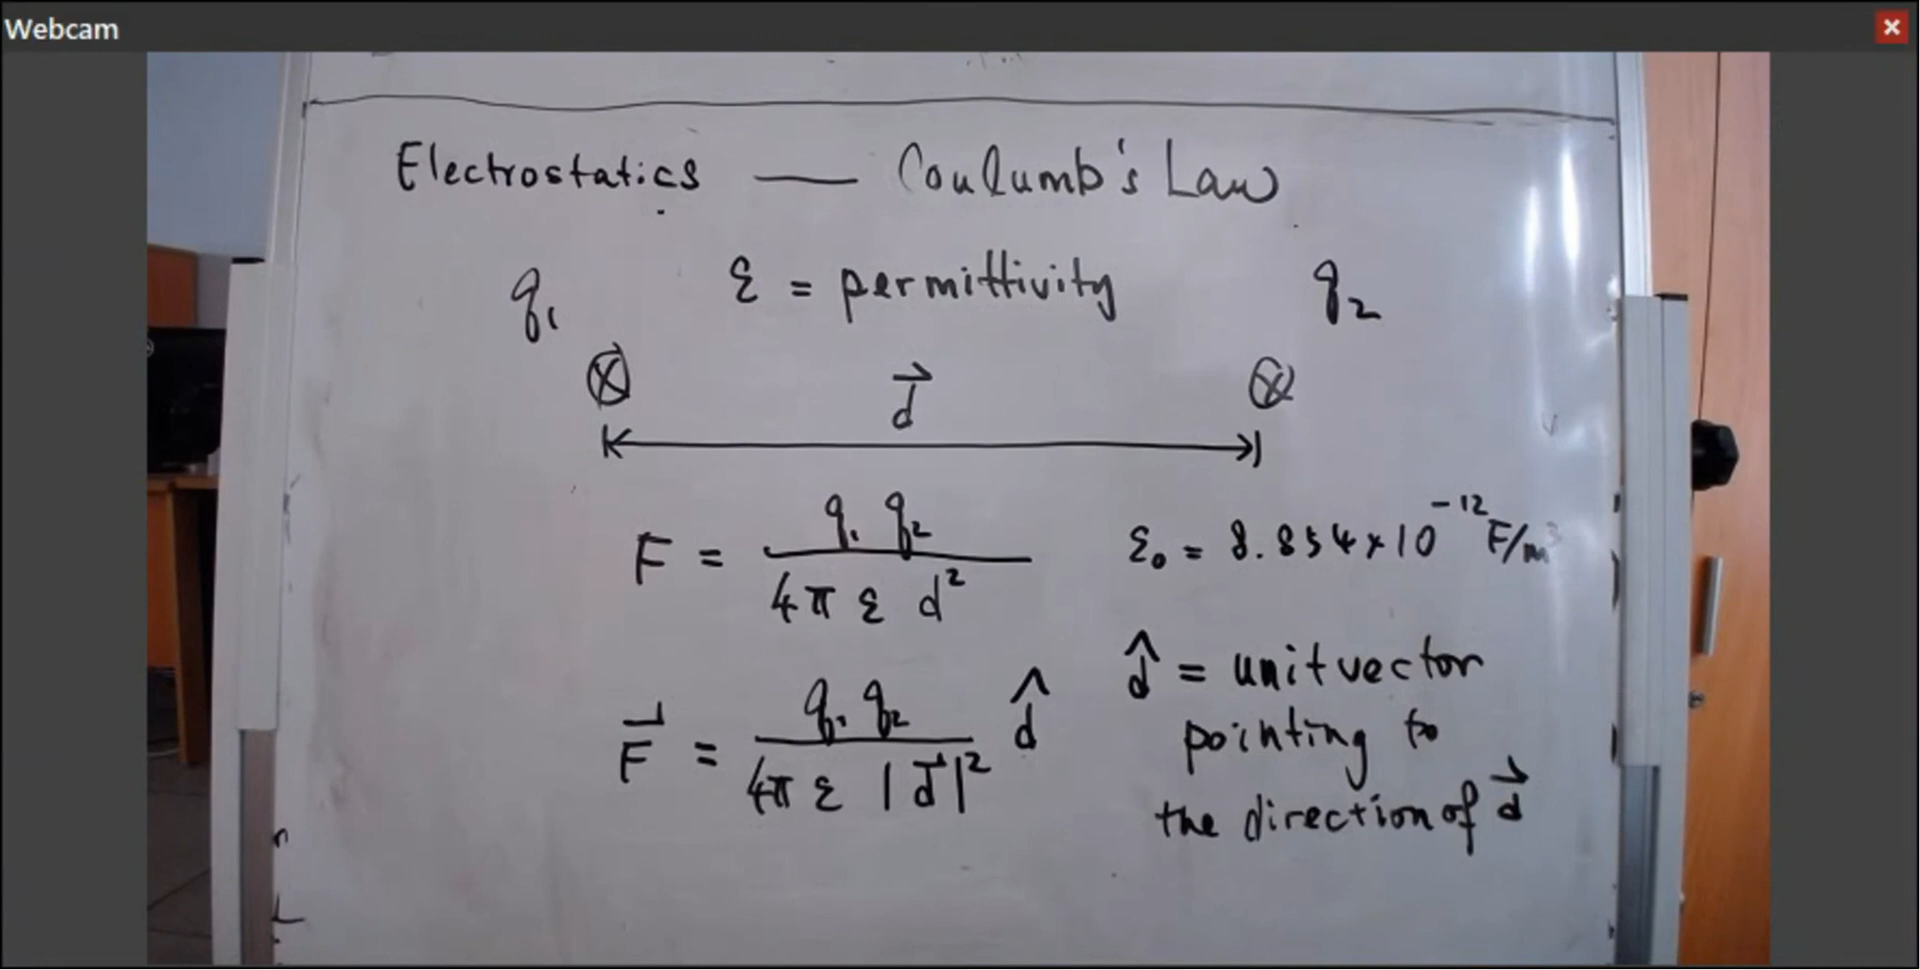 Webcam
Electrostatics — Coulumb's Law
q₁ ε = permittivity q₂
d⃗
F = q₁ q₂ / 4π ε d²
ε₀ = 8.854 × 10⁻¹² F/m
F⃗ = q₁ q₂ / 4π ε |d⃗|² d̂
d̂ = unit vector
pointing to
the direction of d⃗